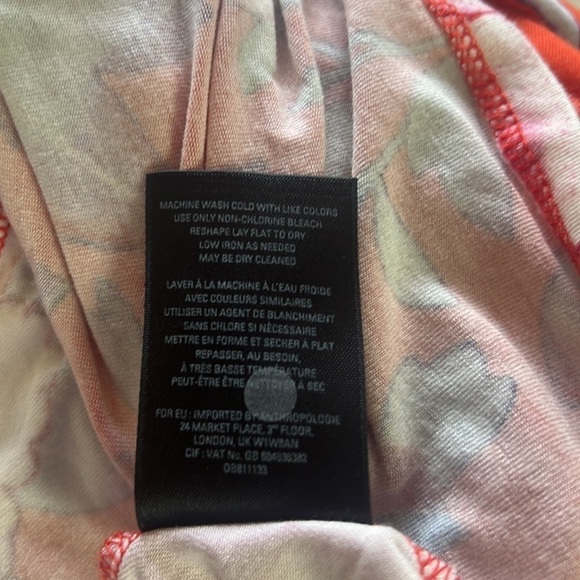 MACHINE WASH COLD WITH LIKE COLORS
USE ONLY NON-CHLORINE BLEACH
RESHAPE LAY FLAT TO DRY
LOW IRON AS NEEDED
MAY BE DRY CLEANED
LAVER À LA MACHINE À L'EAU FROIDE
AVEC COULEURS SIMILAIRES
UTILISER UN AGENT DE BLANCHIMENT
SANS CHLORE SI NÉCESSAIRE
METTRE EN FORME ET SECHER À PLAT
REPASSER, AU BESOIN,
À TRÈS BASSE TEMPÉRATURE
PEUT-ÊTRE ÊTRE NETTOYER À SEC
FOR EU : IMPORTED BY ANTHROPOLOGIE
24 MARKET PLACE, 3RD FLOOR,
LONDON, UK W1W8AN
CIF : VAT No. GB